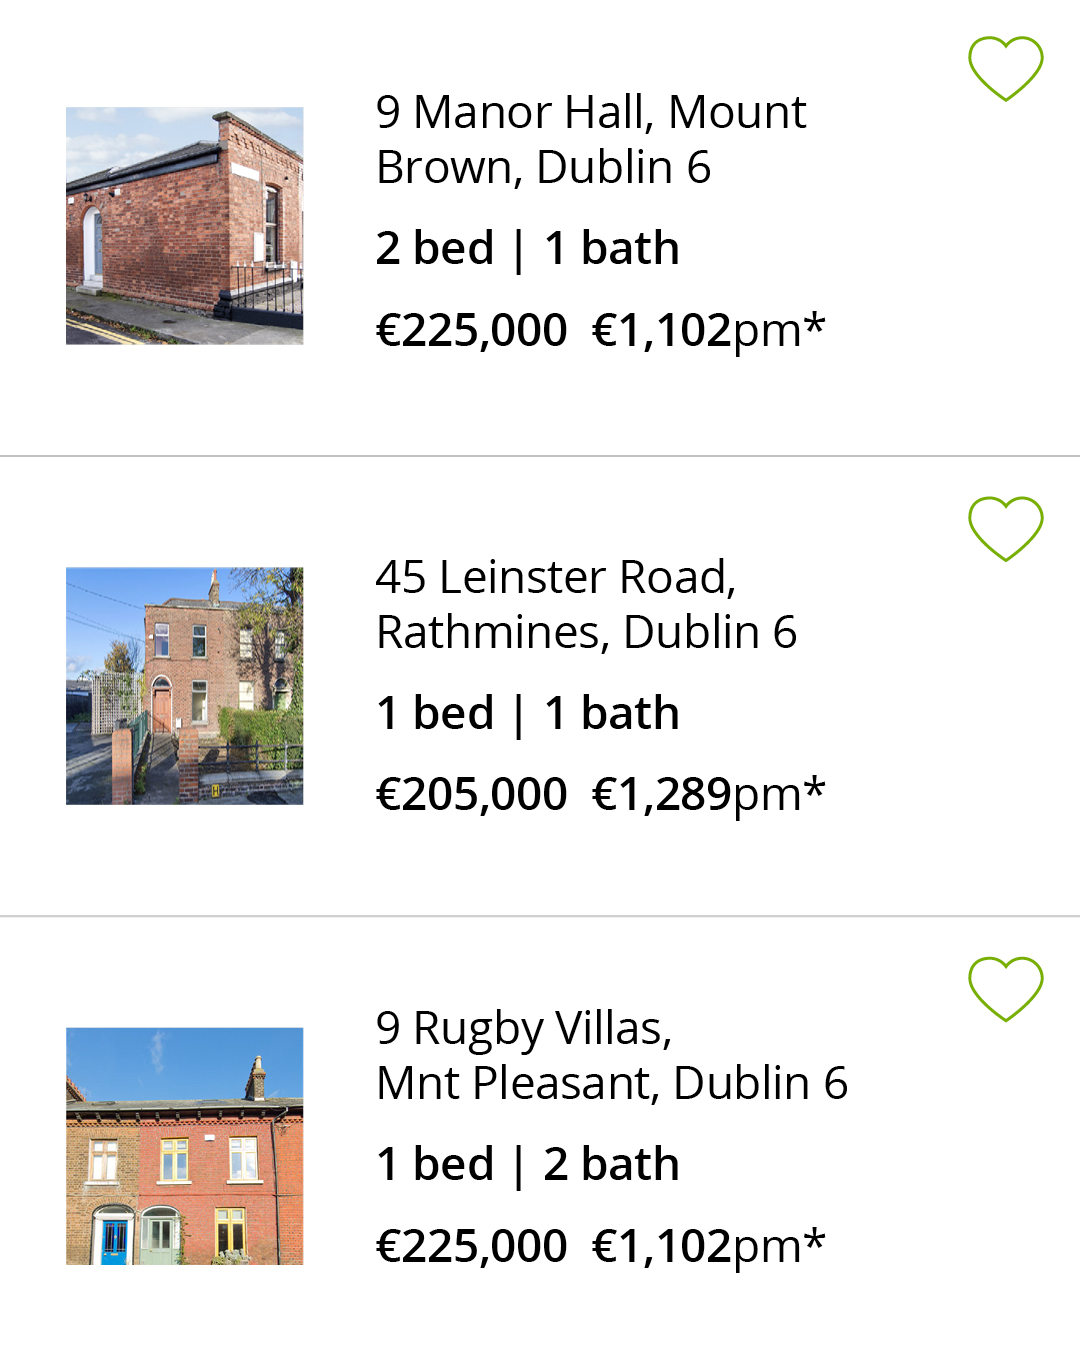 9 Manor Hall, Mount
Brown, Dublin 6
2 bed | 1 bath
€225,000 €1,102pm*
45 Leinster Road,
Rathmines, Dublin 6
1 bed | 1 bath
€205,000 €1,289pm*
H
9 Rugby Villas,
Mnt Pleasant, Dublin 6
1 bed | 2 bath
€225,000 €1,102pm*